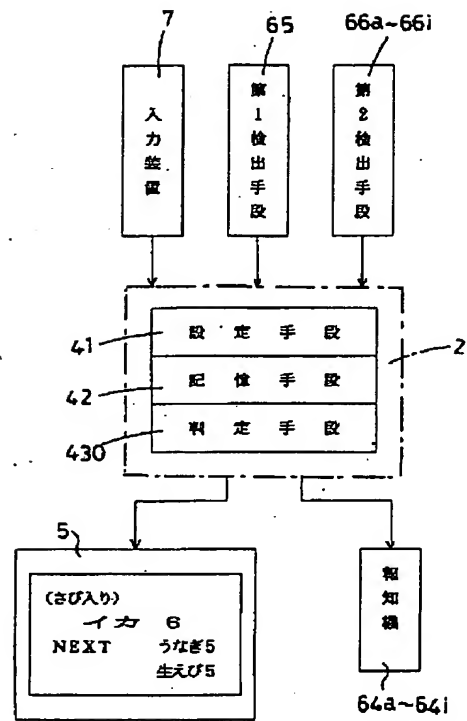 7
65
66a~66i
入力装置
第1検出手段
第2検出手段
41
設定手段
2
42
記憶手段
430
判定手段
5
(さび入り)
イカ 6
NEXT うなぎ5
生えび5
報知機
64a~64i